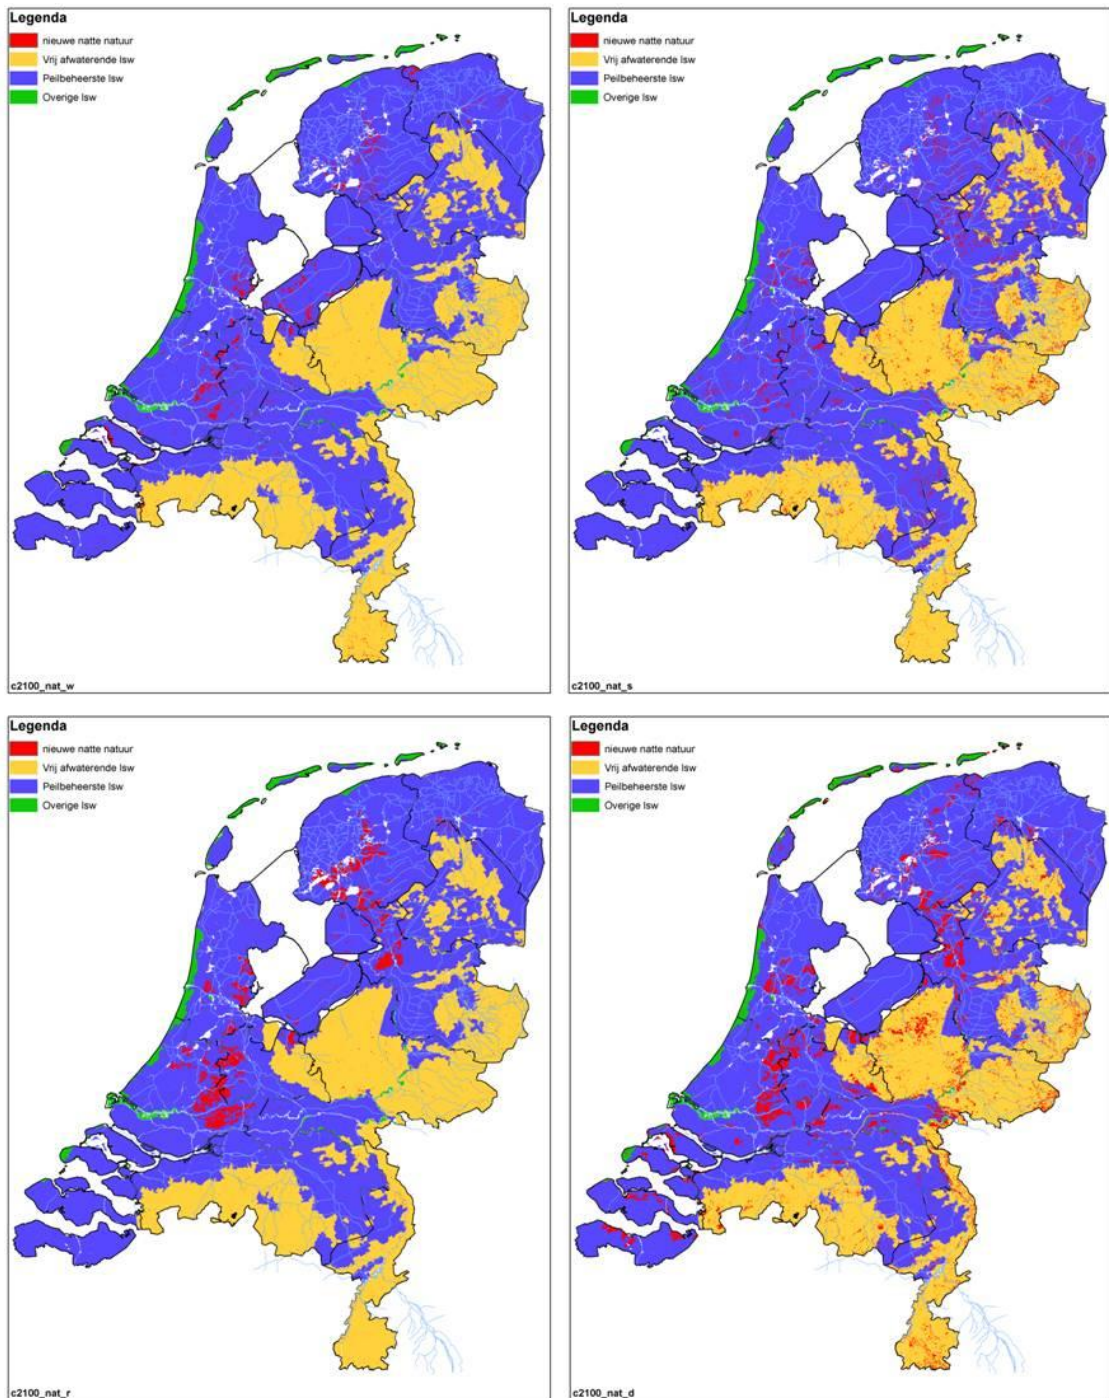 Legenda
nieuwe natte natuur
Vrij afwaterende lsw
Peilbeheerste lsw
Overige lsw
c2100_nat_w
Legenda
nieuwe natte natuur
Vrij afwaterende lsw
Peilbeheerste lsw
Overige lsw
c2100_nat_s
Legenda
nieuwe natte natuur
Vrij afwaterende lsw
Peilbeheerste lsw
Overige lsw
c2100_nat_r
Legenda
nieuwe natte natuur
Vrij afwaterende lsw
Peilbeheerste lsw
Overige lsw
c2100_nat_d